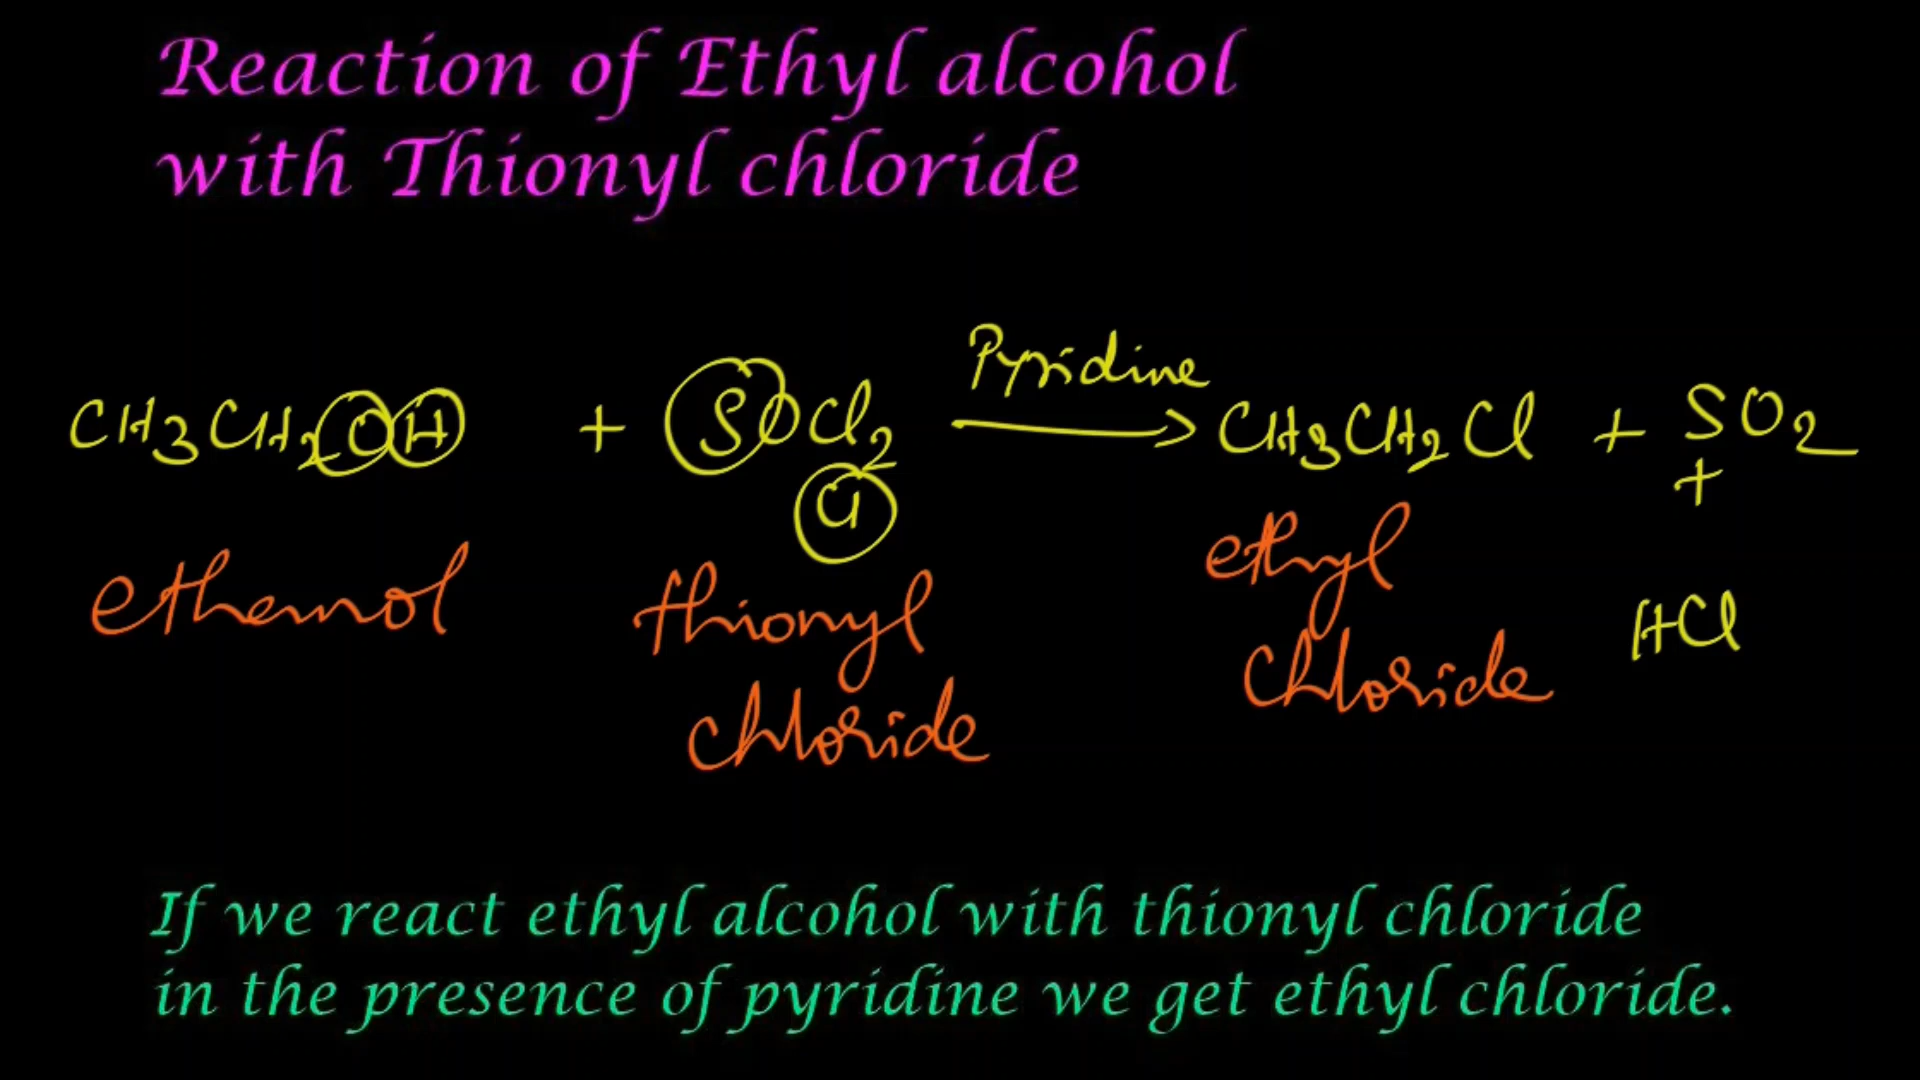 Reaction of Ethyl alcohol
with Thionyl chloride
Pyridine
CH3CH2OH + SOCl2 → CH3CH2Cl + SO2
Cl
+
HCl
ethanol
thionyl
chloride
ethyl
chloride
If we react ethyl alcohol with thionyl chloride
in the presence of pyridine we get ethyl chloride.